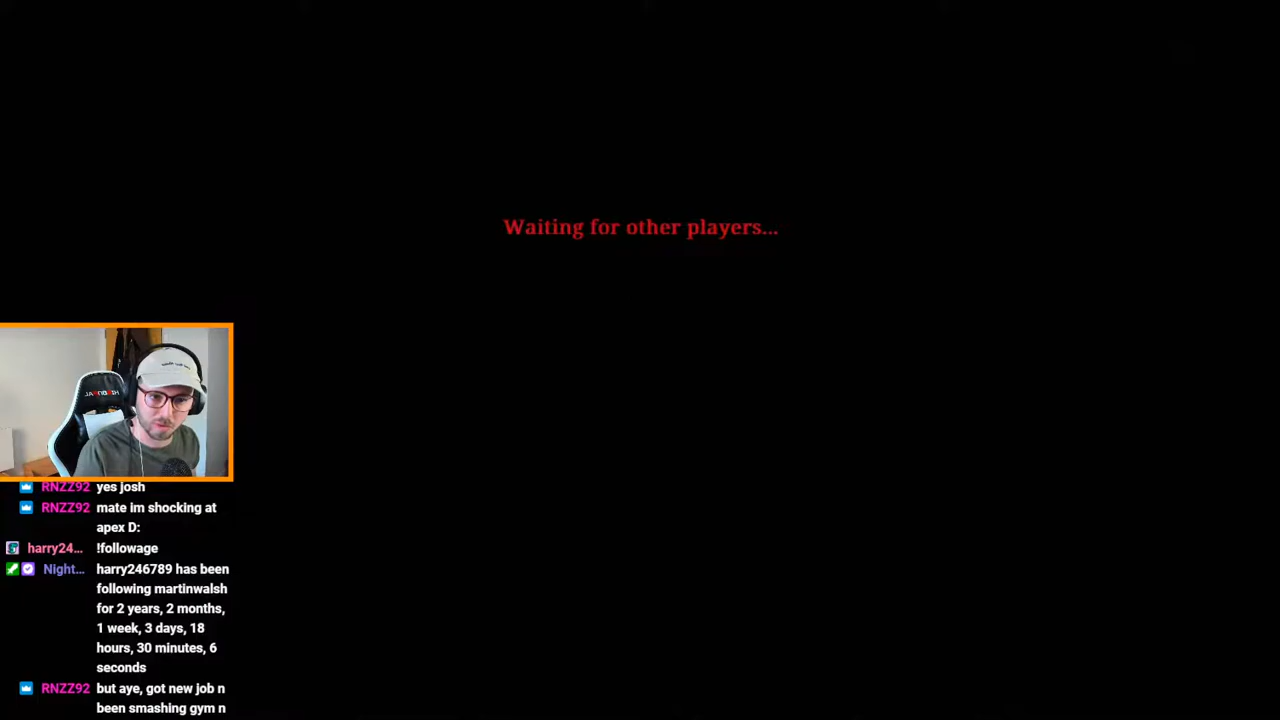 Waiting for other players...
RNZZ92 yes josh
RNZZ92 mate im shocking at
apex D:
harry24... !followage
Night... harry246789 has been
following martinwalsh
for 2 years, 2 months,
1 week, 3 days, 18
hours, 30 minutes, 6
seconds
RNZZ92 but aye, got new job n
been smashing gym n